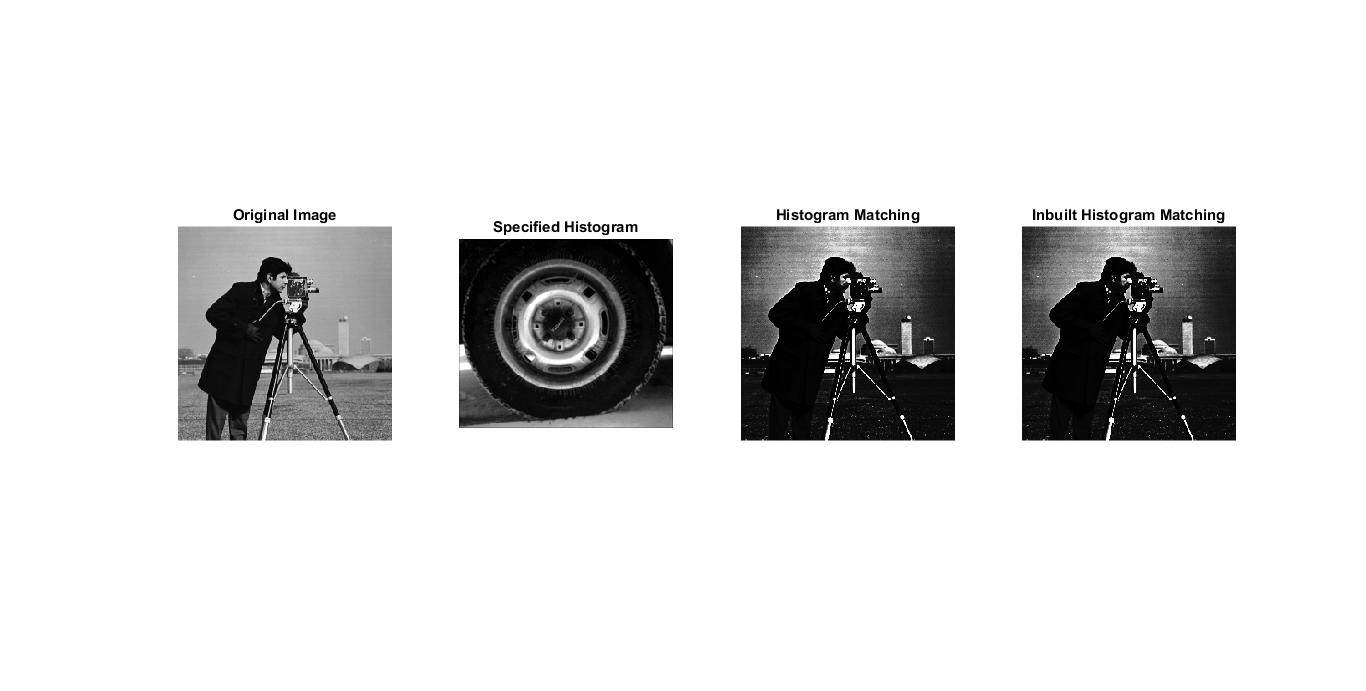 Original Image
Specified Histogram
Histogram Matching
Inbuilt Histogram Matching